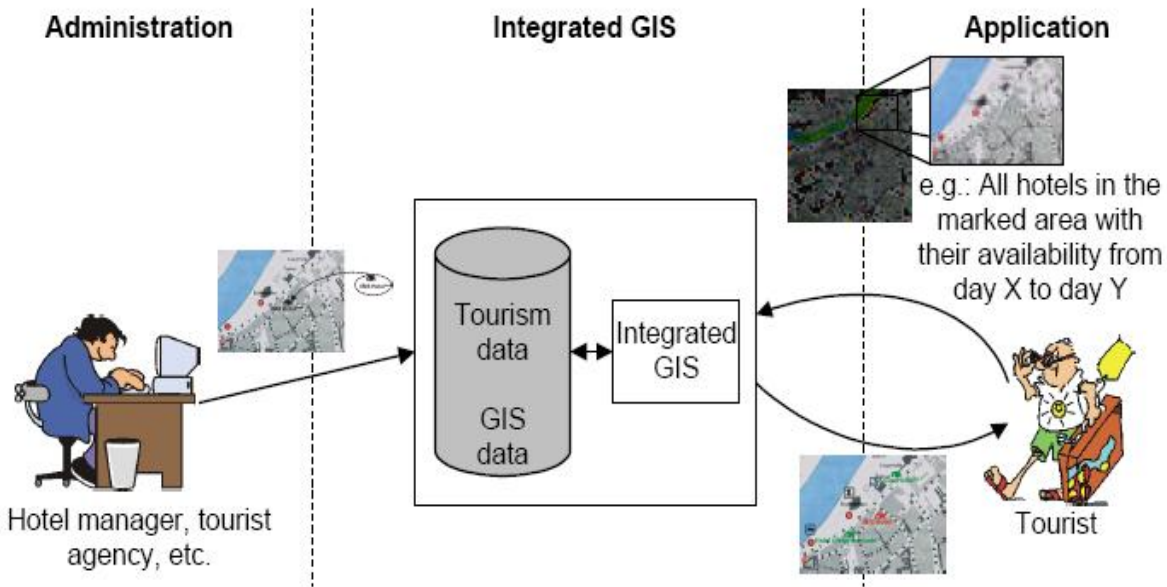 Administration
Integrated GIS
Application
e.g.: All hotels in the
marked area with
their availability from
day X to day Y
Tourism
data
GIS
data
Integrated
GIS
Hotel manager, tourist
agency, etc.
Tourist